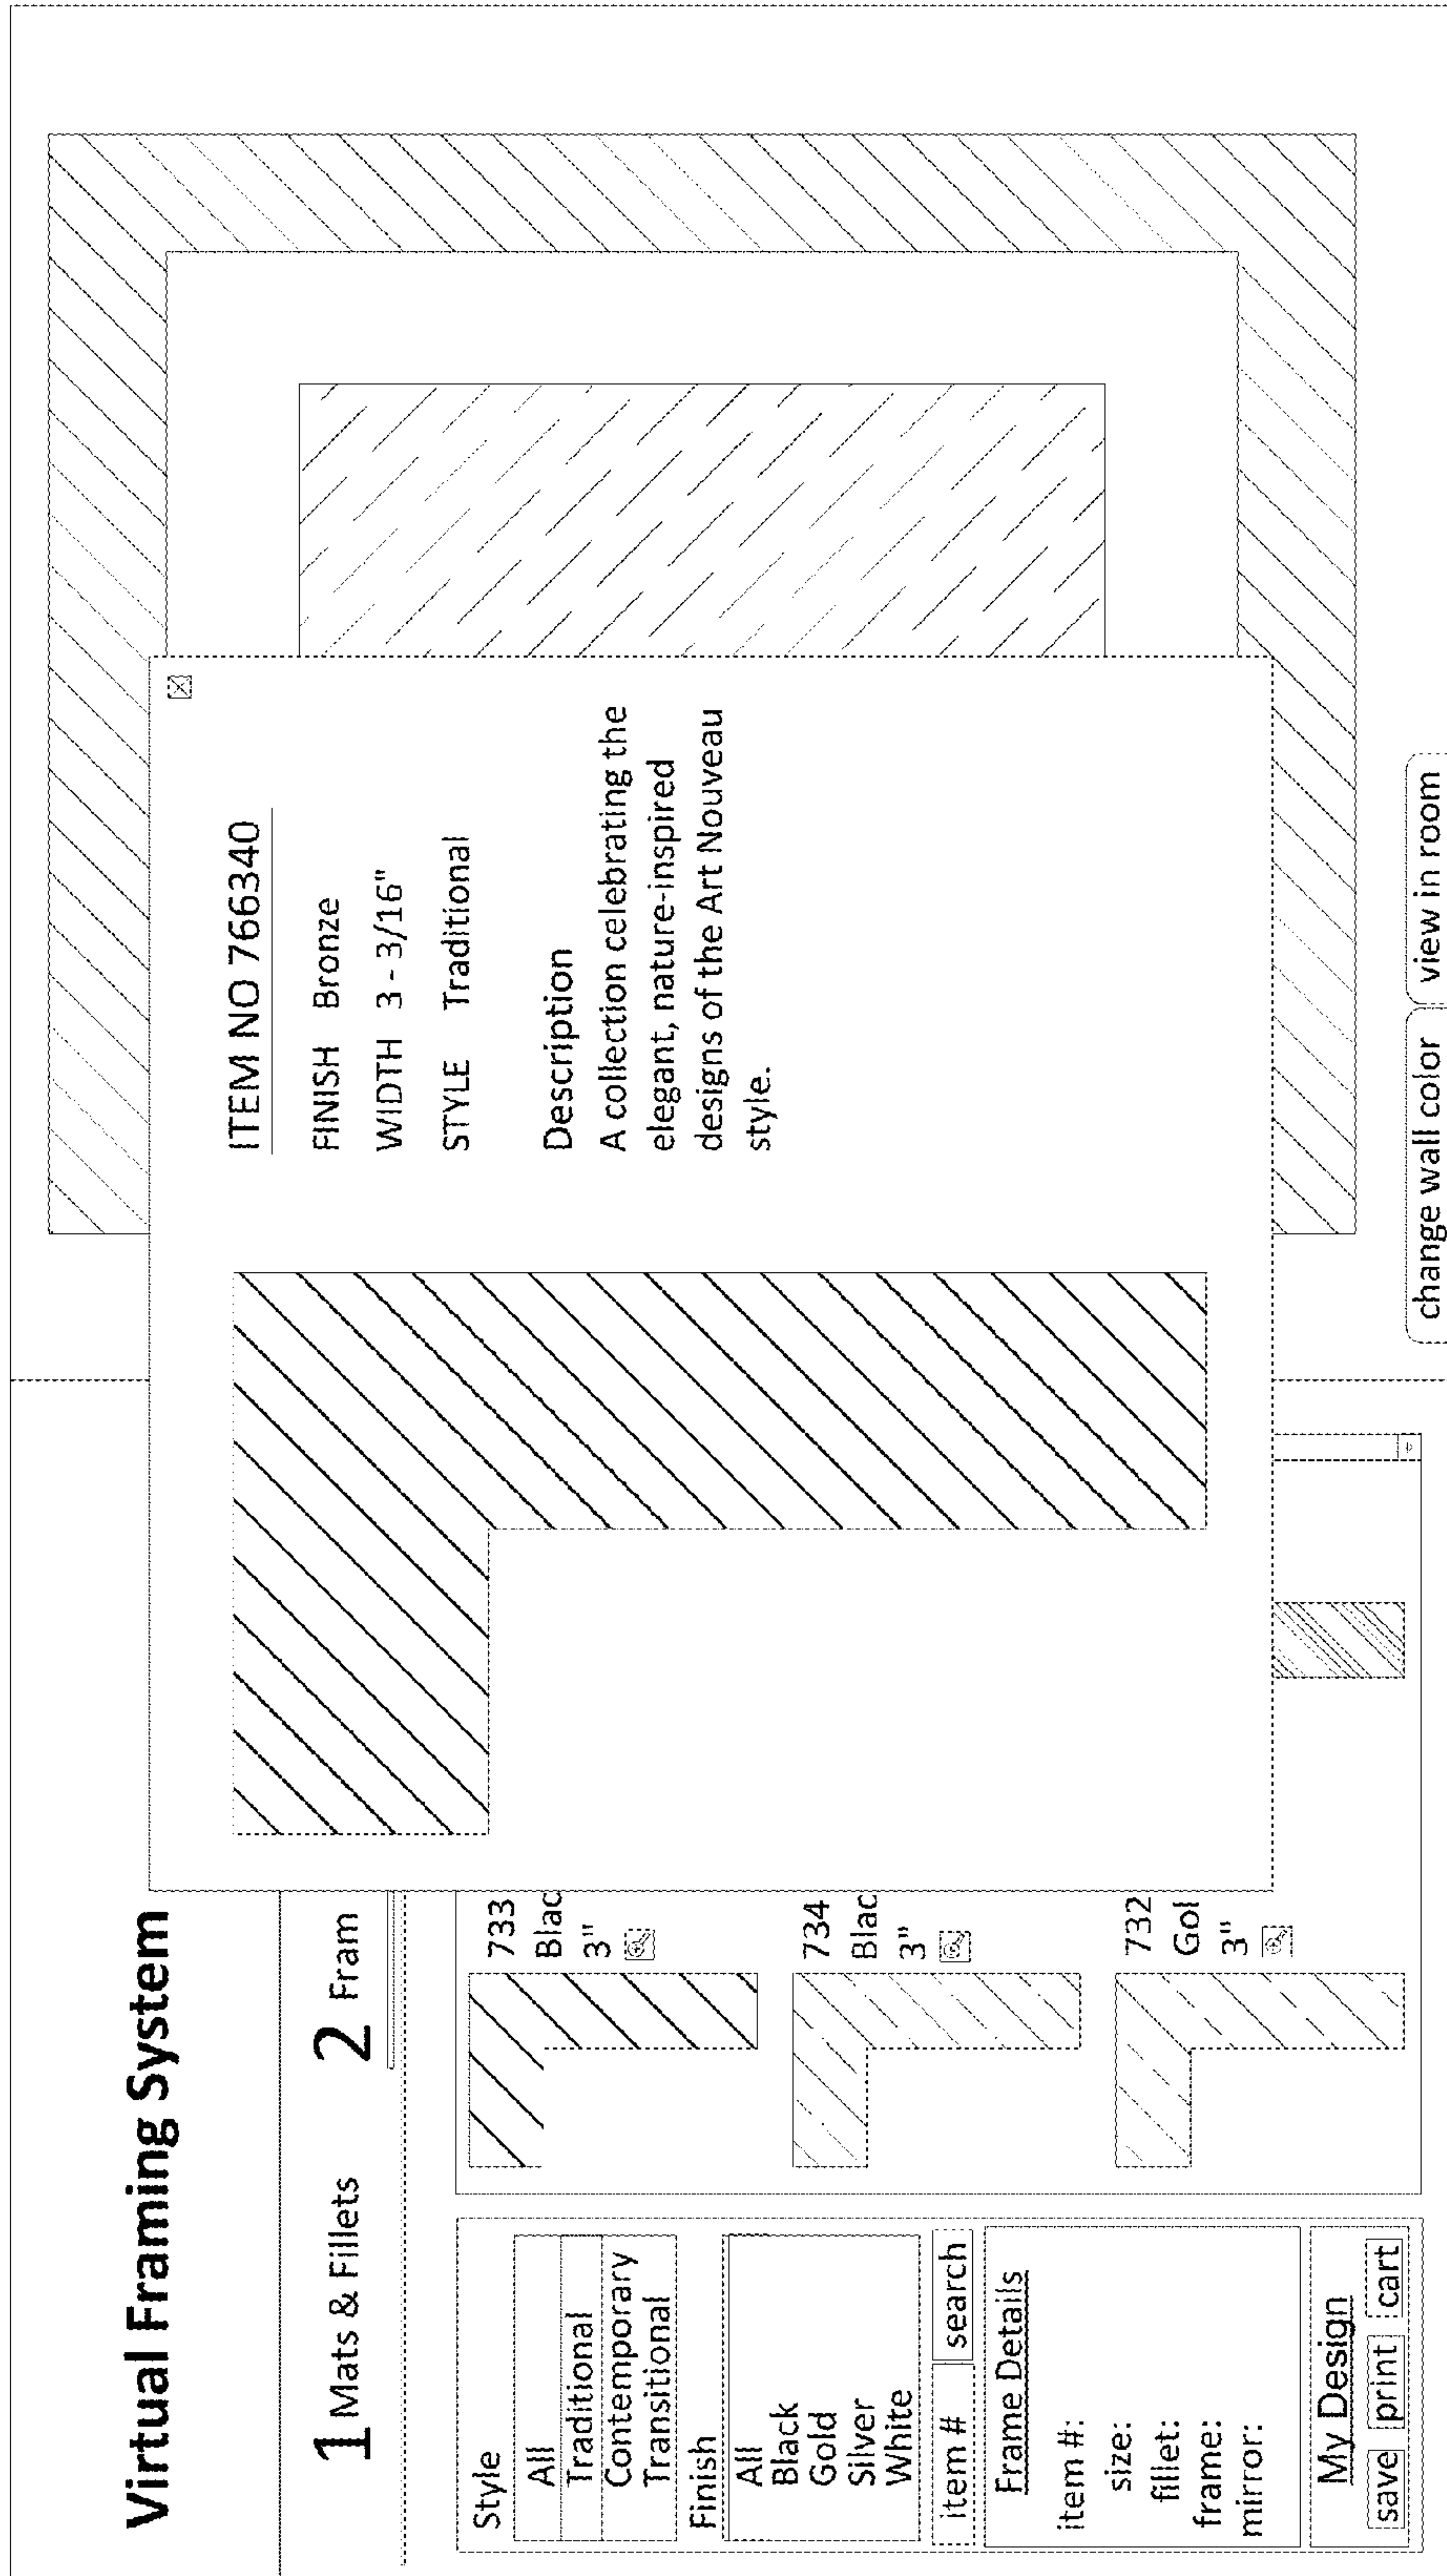 Virtual Framing System
1 Mats & Fillets
2 Fram
Style
All
Traditional
Contemporary
Transitional
Finish
All
Black
Gold
Silver
White
item # search
Frame Details
item #:
size:
fillet:
frame:
mirror:
My Design
save print cart
733
Blac
3"
734
Blac
3"
732
Gol
3"
ITEM NO 766340
FINISH Bronze
WIDTH 3 - 3/16"
STYLE Traditional
Description
A collection celebrating the
elegant, nature-inspired
designs of the Art Nouveau
style.
change wall color view in room